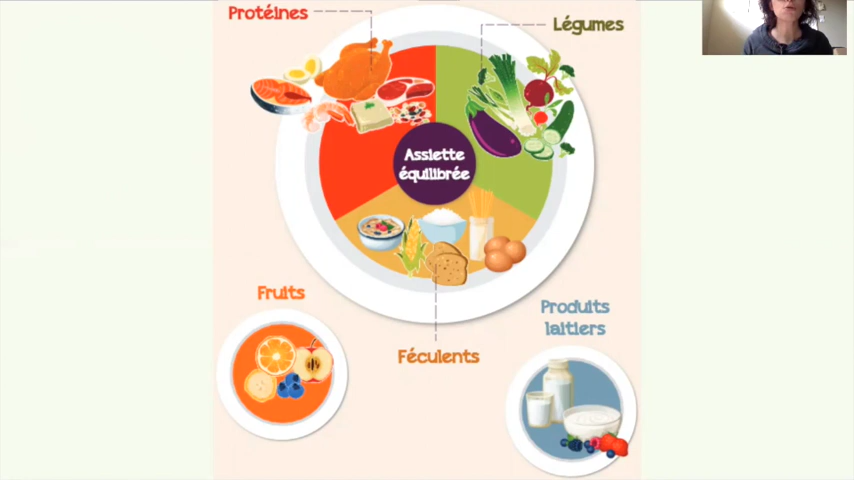 Protéines
Légumes
Assiette
équilibrée
Fruits
Produits
laitiers
Féculents